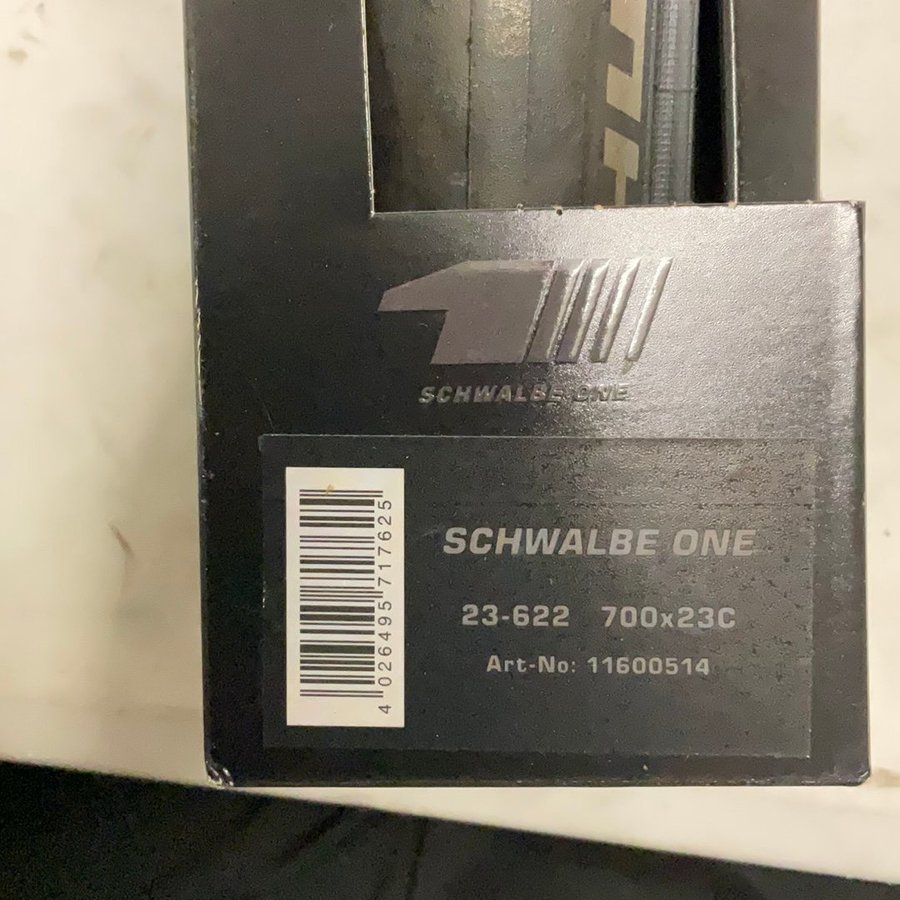 SCHWALBE ONE
SCHWALBE ONE
23-622 700x23C
Art-No: 11600514
4 026495 717625